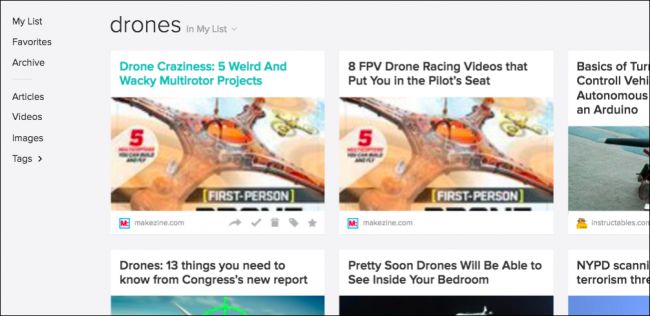 My List
Favorites
Archive
Articles
Videos
Images
Tags
drones In My List
Drone Craziness: 5 Weird And
Wacky Multirotor Projects
5
MULTICOPTERS
YOU CAN BUILD
AND FLY
FIRST-PERSON
makezine.com
8 FPV Drone Racing Videos that
Put You in the Pilot's Seat
5
MULTICOPTERS
YOU CAN BUILD
AND FLY
FIRST-PERSON
makezine.com
Basics of Tur
Controll Vehi
Autonomous
an Arduino
instructables.com
Drones: 13 things you need to
know from Congress's new report
Pretty Soon Drones Will Be Able to
See Inside Your Bedroom
NYPD scanni
terrorism thre